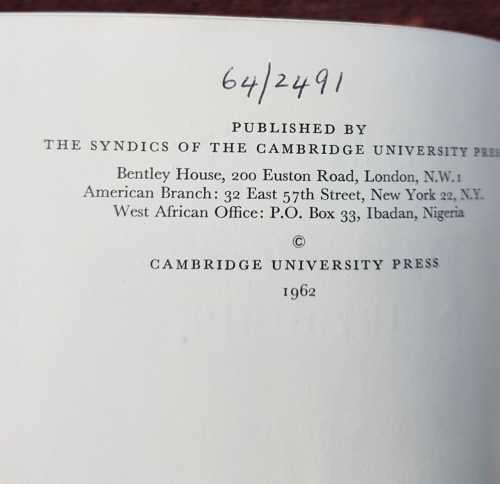 64/2491
PUBLISHED BY
THE SYNDICS OF THE CAMBRIDGE UNIVERSITY PRESS
Bentley House, 200 Euston Road, London, N.W. 1
American Branch: 32 East 57th Street, New York 22, N.Y.
West African Office: P.O. Box 33, Ibadan, Nigeria
©
CAMBRIDGE UNIVERSITY PRESS
1962